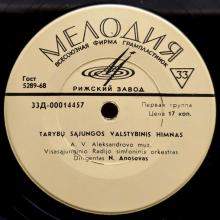 МЕЛОДИЯ
ВСЕСОЮЗНАЯ ФИРМА ГРАМПЛАСТИНОК
Гост
5289-68
33
РИЖСКИЙ ЗАВОД
33Д-00014457
Первая группа
Цена 17 коп.
TARYBŲ SĄJUNGOS VALSTYBINIS HIMNAS
A. V. Aleksandrovo muz.
Visasąjunginio Radijo simfoninis orkestras
Dirigentas N. Anosovas